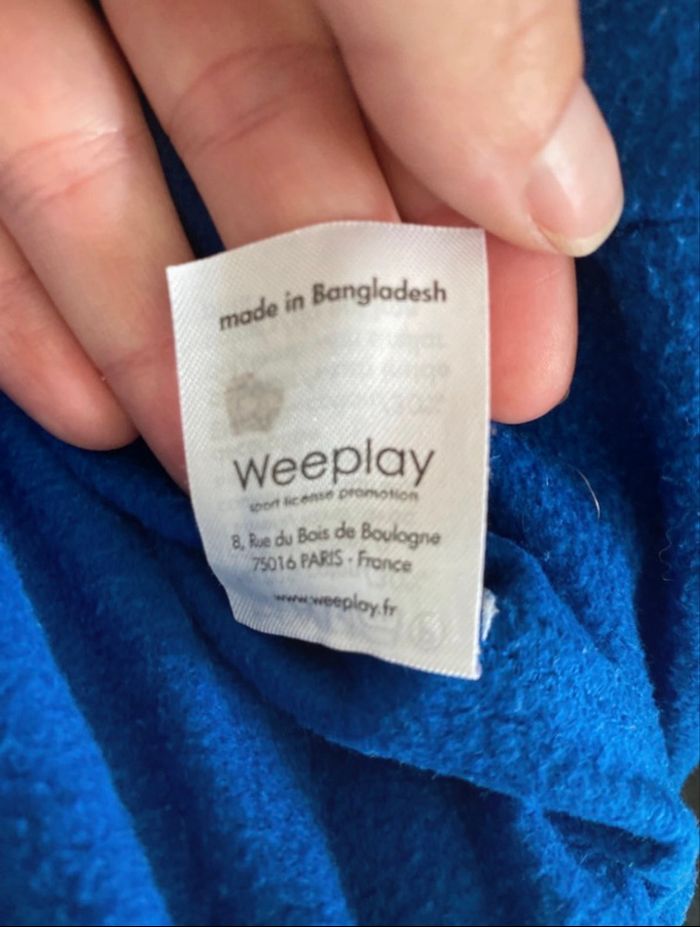 made in Bangladesh
Weeplay
sport license promotion
8, Rue du Bois de Boulogne
75016 PARIS - France
www.weeplay.fr